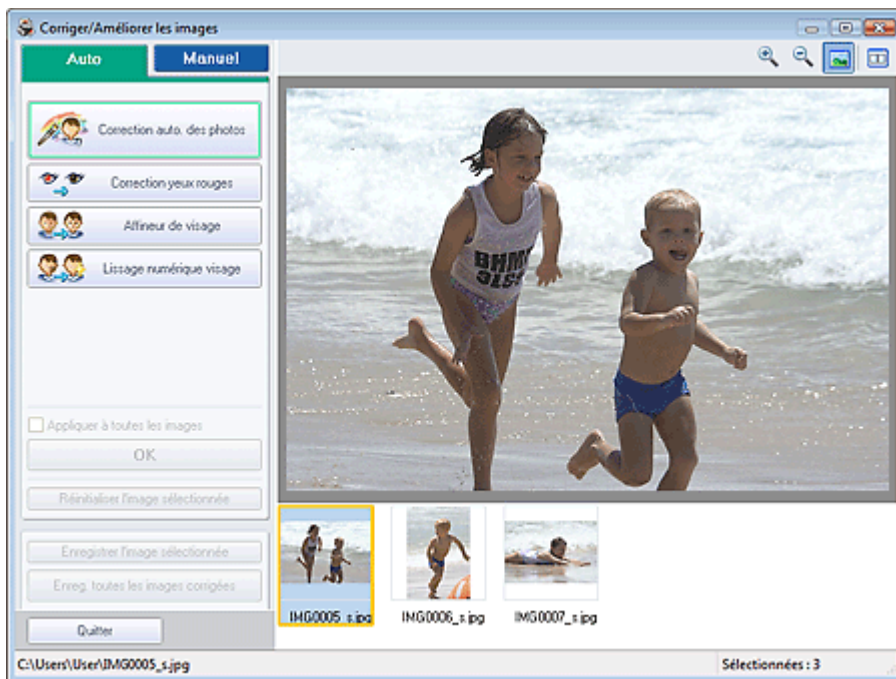 Corriger/Améliorer les images
Auto
Manuel
Correction auto. des photos
Correction yeux rouges
Affineur de visage
Lissage numérique visage
Appliquer à toutes les images
OK
Réinitialiser l'image sélectionnée
Enregistrer l'image sélectionnée
Enreg. toutes les images corrigées
Quitter
BHM
3LSS
IMG0005_s.jpg
IMG0006_s.jpg
IMG0007_s.jpg
C:\Users\User\IMG0005_s.jpg
Sélectionnées : 3